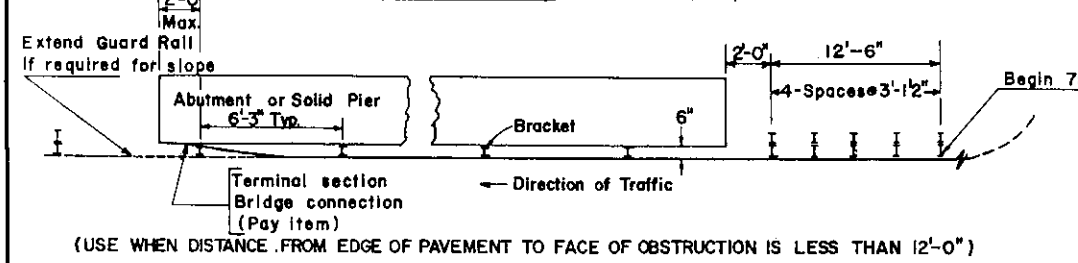 2'-0"
Max.
Extend Guard Rail
If required for slope
2'-0"
12'-6"
4-Spaces@3'-1½"
Begin 7
Abutment or Solid Pier
6'-3" Typ.
Bracket
6"
Terminal section
Bridge connection
(Pay item)
Direction of Traffic
(USE WHEN DISTANCE .FROM EDGE OF PAVEMENT TO FACE OF OBSTRUCTION IS LESS THAN 12'-0")